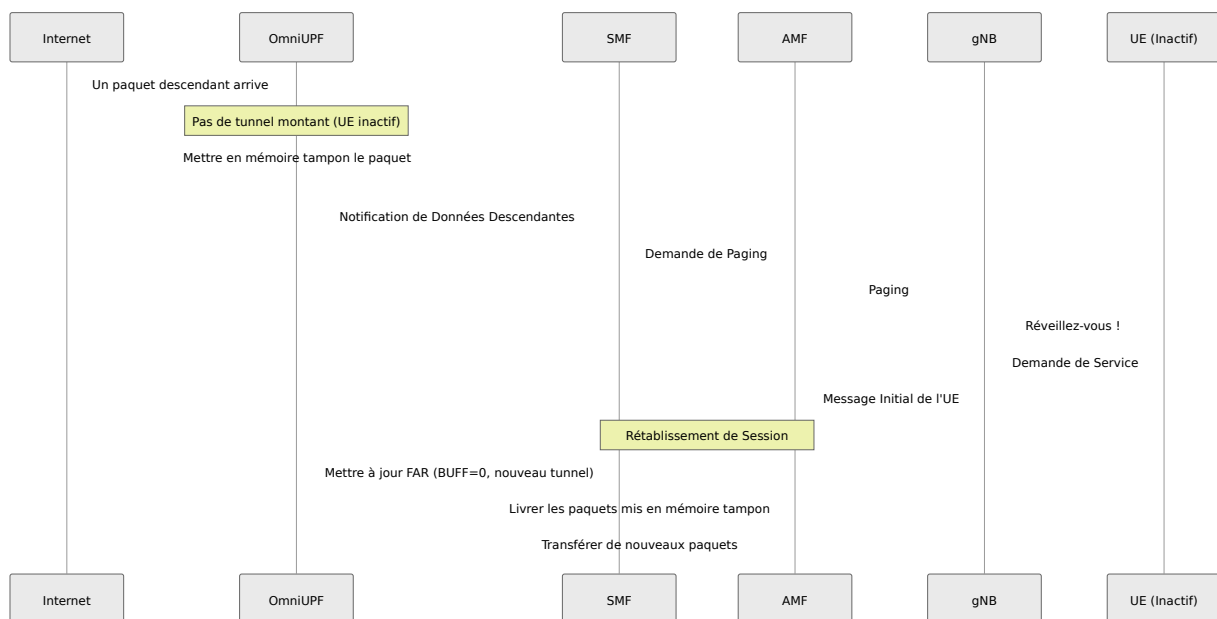 Internet
OmniUPF
SMF
AMF
gNB
UE (Inactif)
Un paquet descendant arrive
Pas de tunnel montant (UE inactif)
Mettre en mémoire tampon le paquet
Notification de Données Descendantes
Demande de Paging
Paging
Réveillez-vous !
Demande de Service
Message Initial de l'UE
Rétablissement de Session
Mettre à jour FAR (BUFF=0, nouveau tunnel)
Livrer les paquets mis en mémoire tampon
Transférer de nouveaux paquets
Internet
OmniUPF
SMF
AMF
gNB
UE (Inactif)